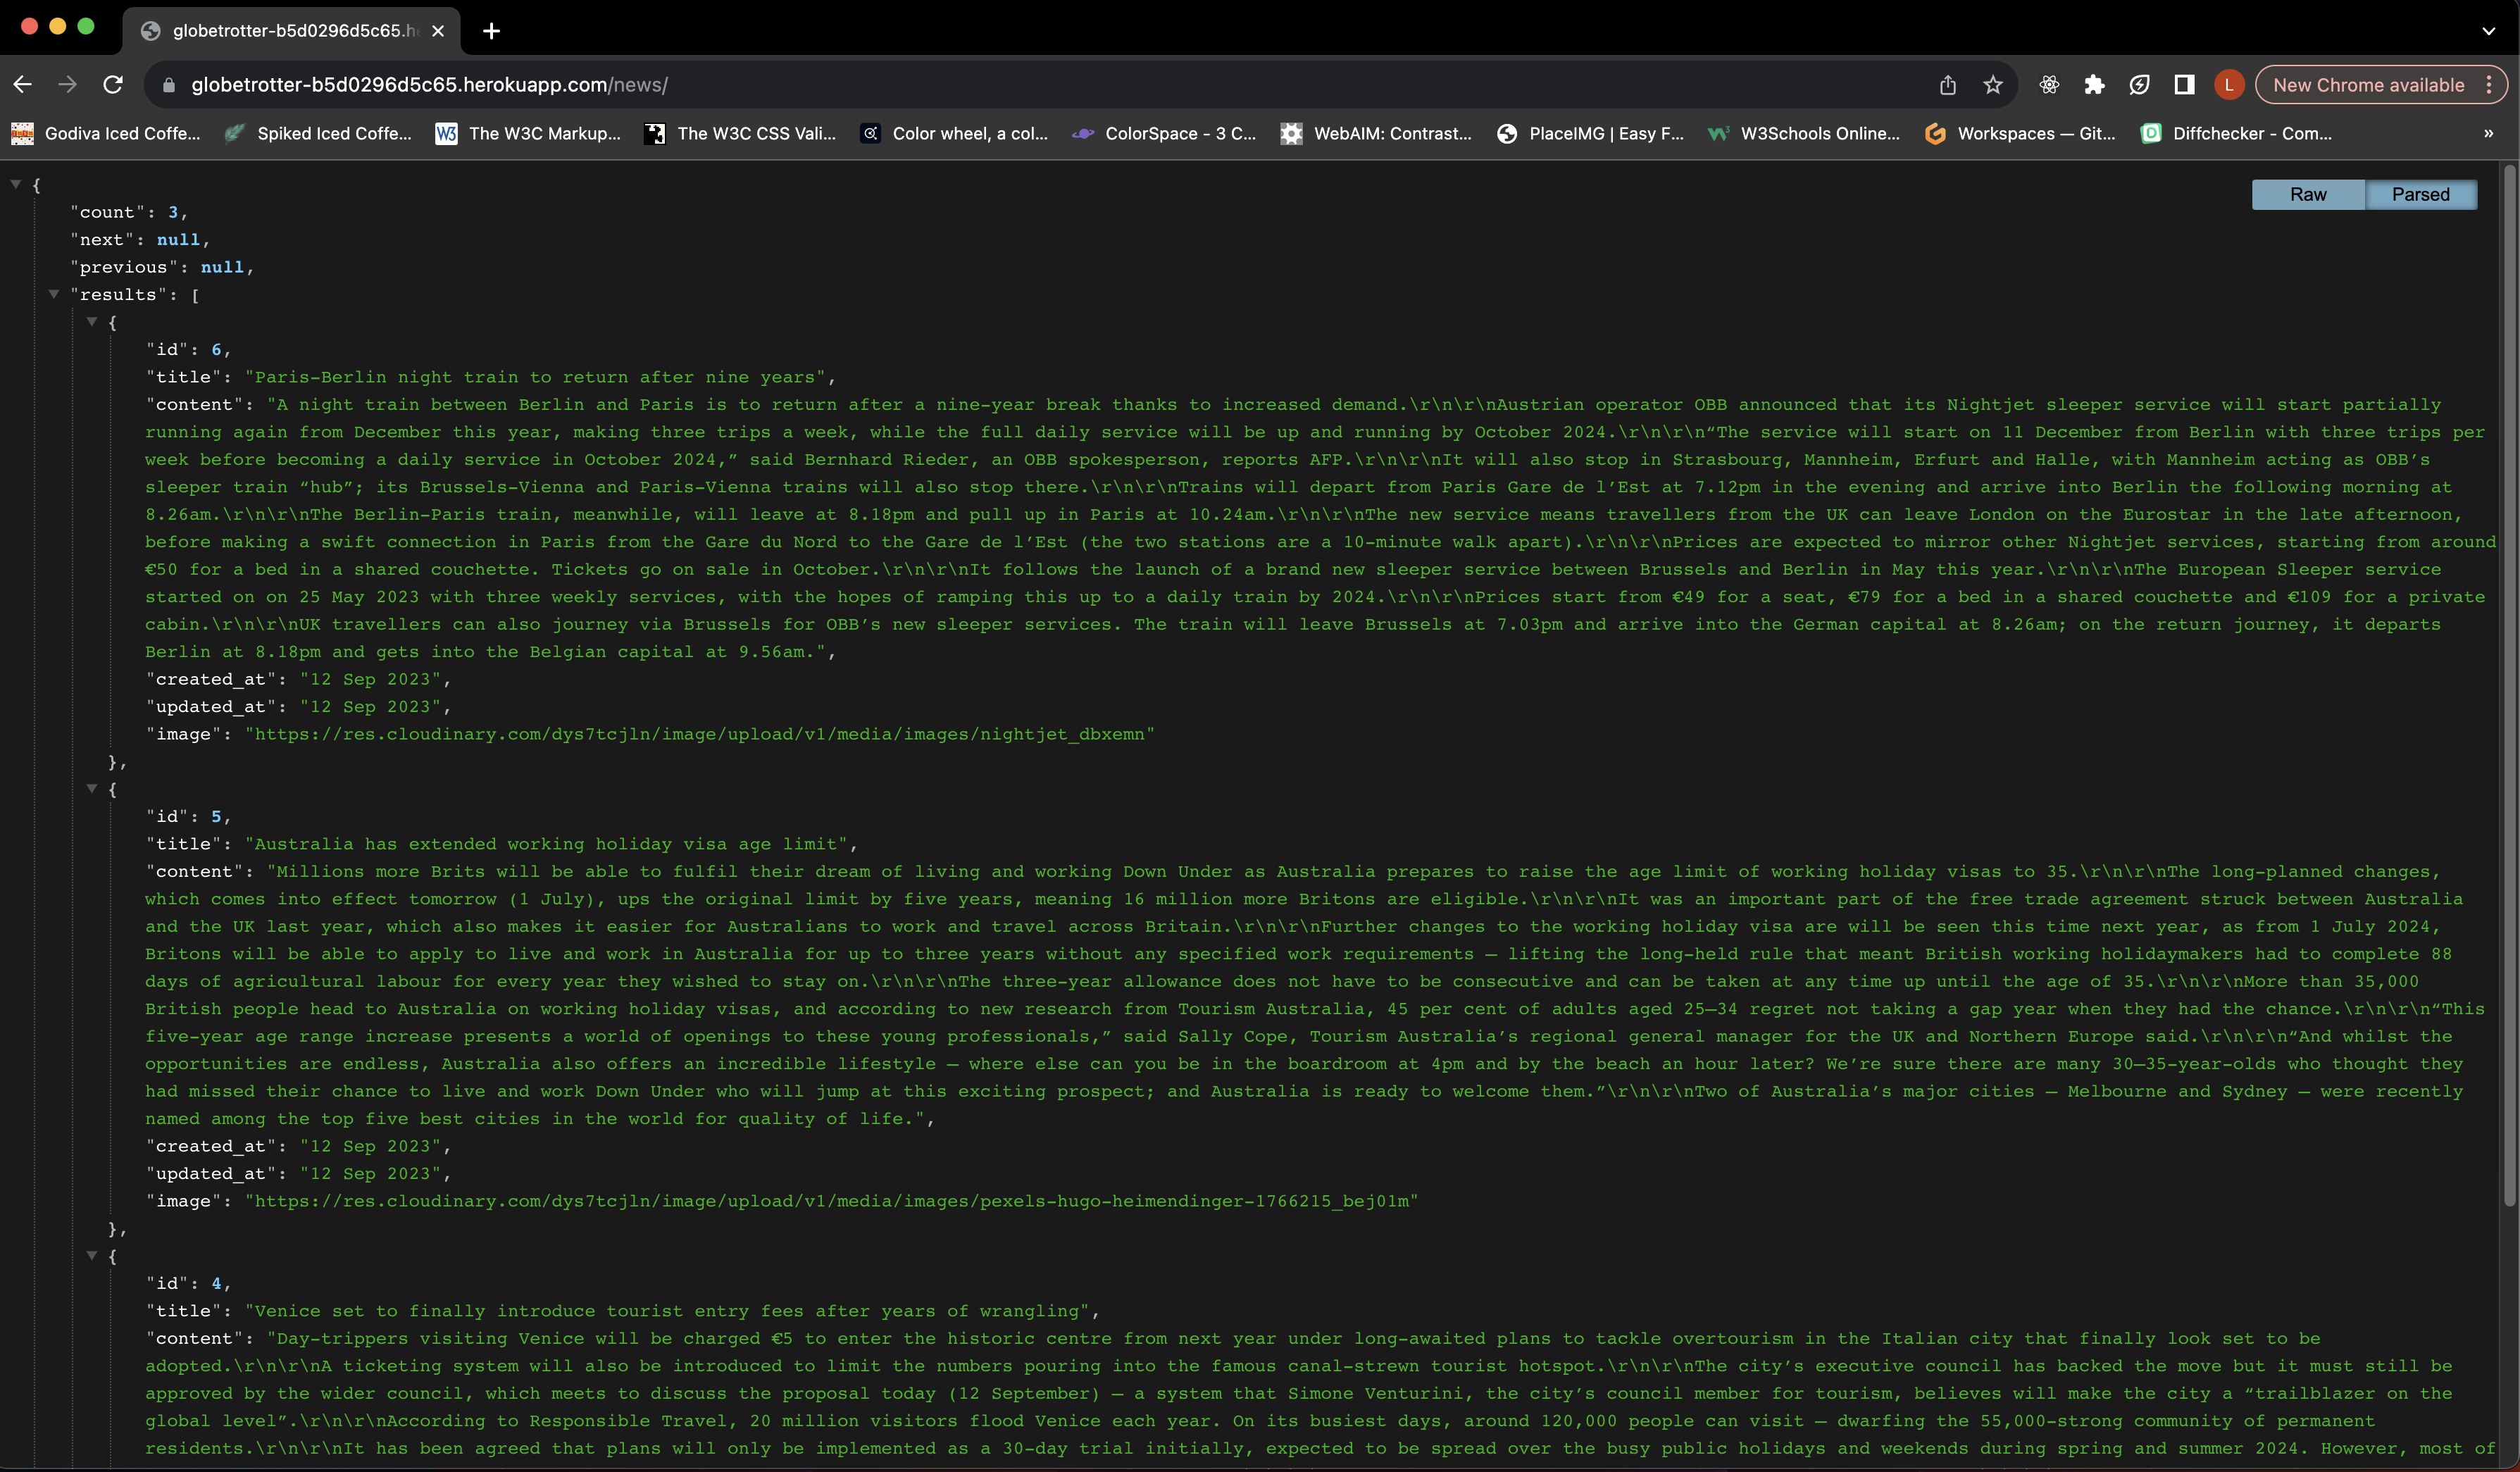 globetrotter-b5d0296d5c65.h
globetrotter-b5d0296d5c65.herokuapp.com/news/
L
New Chrome available
Godiva Iced Coffe...
Spiked Iced Coffe...
The W3C Markup...
The W3C CSS Vali...
Color wheel, a col...
ColorSpace - 3 C...
WebAIM: Contrast...
PlaceIMG | Easy F...
W3Schools Online...
Workspaces — Git...
Diffchecker - Com...
»
Raw
Parsed
{
"count": 3,
"next": null,
"previous": null,
"results": [
{
"id": 6,
"title": "Paris-Berlin night train to return after nine years",
"content": "A night train between Berlin and Paris is to return after a nine-year break thanks to increased demand.\r\n\r\nAustrian operator OBB announced that its Nightjet sleeper service will start partially
running again from December this year, making three trips a week, while the full daily service will be up and running by October 2024.\r\n\r\n“The service will start on 11 December from Berlin with three trips per
week before becoming a daily service in October 2024,” said Bernhard Rieder, an OBB spokesperson, reports AFP.\r\n\r\nIt will also stop in Strasbourg, Mannheim, Erfurt and Halle, with Mannheim acting as OBB’s
sleeper train “hub”; its Brussels-Vienna and Paris-Vienna trains will also stop there.\r\n\r\nTrains will depart from Paris Gare de l’Est at 7.12pm in the evening and arrive into Berlin the following morning at
8.26am.\r\n\r\nThe Berlin-Paris train, meanwhile, will leave at 8.18pm and pull up in Paris at 10.24am.\r\n\r\nThe new service means travellers from the UK can leave London on the Eurostar in the late afternoon,
before making a swift connection in Paris from the Gare du Nord to the Gare de l’Est (the two stations are a 10-minute walk apart).\r\n\r\nPrices are expected to mirror other Nightjet services, starting from around
€50 for a bed in a shared couchette. Tickets go on sale in October.\r\n\r\nIt follows the launch of a brand new sleeper service between Brussels and Berlin in May this year.\r\n\r\nThe European Sleeper service
started on on 25 May 2023 with three weekly services, with the hopes of ramping this up to a daily train by 2024.\r\n\r\nPrices start from €49 for a seat, €79 for a bed in a shared couchette and €109 for a private
cabin.\r\n\r\nUK travellers can also journey via Brussels for OBB’s new sleeper services. The train will leave Brussels at 7.03pm and arrive into the German capital at 8.26am; on the return journey, it departs
Berlin at 8.18pm and gets into the Belgian capital at 9.56am.",
"created_at": "12 Sep 2023",
"updated_at": "12 Sep 2023",
"image": "https://res.cloudinary.com/dys7tcjln/image/upload/v1/media/images/nightjet_dbxemn"
},
{
"id": 5,
"title": "Australia has extended working holiday visa age limit",
"content": "Millions more Brits will be able to fulfil their dream of living and working Down Under as Australia prepares to raise the age limit of working holiday visas to 35.\r\n\r\nThe long-planned changes,
which comes into effect tomorrow (1 July), ups the original limit by five years, meaning 16 million more Britons are eligible.\r\n\r\nIt was an important part of the free trade agreement struck between Australia
and the UK last year, which also makes it easier for Australians to work and travel across Britain.\r\n\r\nFurther changes to the working holiday visa are will be seen this time next year, as from 1 July 2024,
Britons will be able to apply to live and work in Australia for up to three years without any specified work requirements – lifting the long-held rule that meant British working holidaymakers had to complete 88
days of agricultural labour for every year they wished to stay on.\r\n\r\nThe three-year allowance does not have to be consecutive and can be taken at any time up until the age of 35.\r\n\r\nMore than 35,000
British people head to Australia on working holiday visas, and according to new research from Tourism Australia, 45 per cent of adults aged 25–34 regret not taking a gap year when they had the chance.\r\n\r\n“This
five-year age range increase presents a world of openings to these young professionals,” said Sally Cope, Tourism Australia’s regional general manager for the UK and Northern Europe said.\r\n\r\n“And whilst the
opportunities are endless, Australia also offers an incredible lifestyle – where else can you be in the boardroom at 4pm and by the beach an hour later? We’re sure there are many 30–35-year-olds who thought they
had missed their chance to live and work Down Under who will jump at this exciting prospect; and Australia is ready to welcome them.”\r\n\r\nTwo of Australia’s major cities – Melbourne and Sydney – were recently
named among the top five best cities in the world for quality of life.",
"created_at": "12 Sep 2023",
"updated_at": "12 Sep 2023",
"image": "https://res.cloudinary.com/dys7tcjln/image/upload/v1/media/images/pexels-hugo-heimendinger-1766215_bej01m"
},
{
"id": 4,
"title": "Venice set to finally introduce tourist entry fees after years of wrangling",
"content": "Day-trippers visiting Venice will be charged €5 to enter the historic centre from next year under long-awaited plans to tackle overtourism in the Italian city that finally look set to be
adopted.\r\n\r\nA ticketing system will also be introduced to limit the numbers pouring into the famous canal-strewn tourist hotspot.\r\n\r\nThe city’s executive council has backed the move but it must still be
approved by the wider council, which meets to discuss the proposal today (12 September) – a system that Simone Venturini, the city’s council member for tourism, believes will make the city a “trailblazer on the
global level”.\r\n\r\nAccording to Responsible Travel, 20 million visitors flood Venice each year. On its busiest days, around 120,000 people can visit – dwarfing the 55,000-strong community of permanent
residents.\r\n\r\nIt has been agreed that plans will only be implemented as a 30-day trial initially, expected to be spread over the busy public holidays and weekends during spring and summer 2024. However, most of